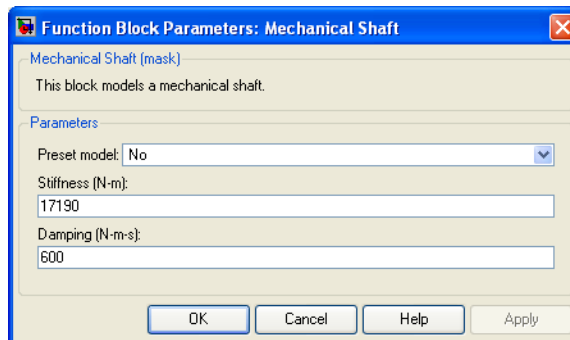 Function Block Parameters: Mechanical Shaft
Mechanical Shaft (mask)
This block models a mechanical shaft.
Parameters
Preset model: No
Stiffness (N-m):
17190
Damping (N-m-s):
600
OK Cancel Help Apply